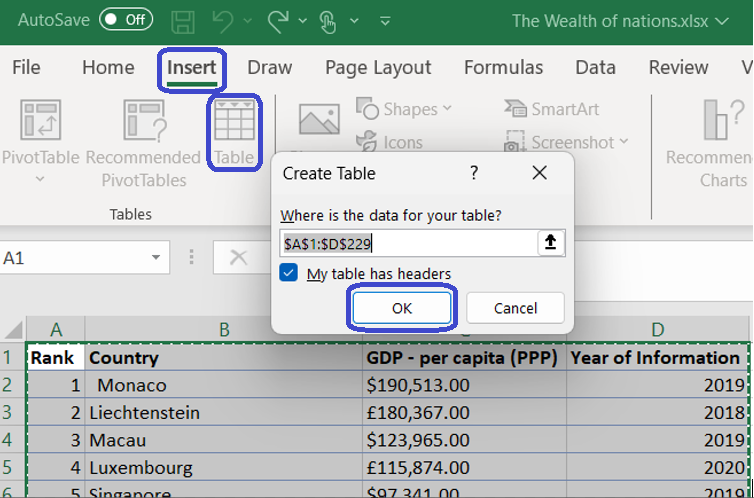 AutoSave Off The Wealth of nations.xlsx
File Home Insert Draw Page Layout Formulas Data Review
PivotTable Recommended PivotTables Table Shapes SmartArt
Icons Screenshot Recommen
Charts
Tables
Create Table ?
Where is the data for your table?
$A$1:$D$229
My table has headers
OK Cancel
A1
A B D
1 Rank Country GDP - per capita (PPP) Year of Information
2 1 Monaco $190,513.00 2019
3 2 Liechtenstein £180,367.00 2018
4 3 Macau $123,965.00 2019
5 4 Luxembourg £115,874.00 2020
6 5 Singapore $97,341.00 2019